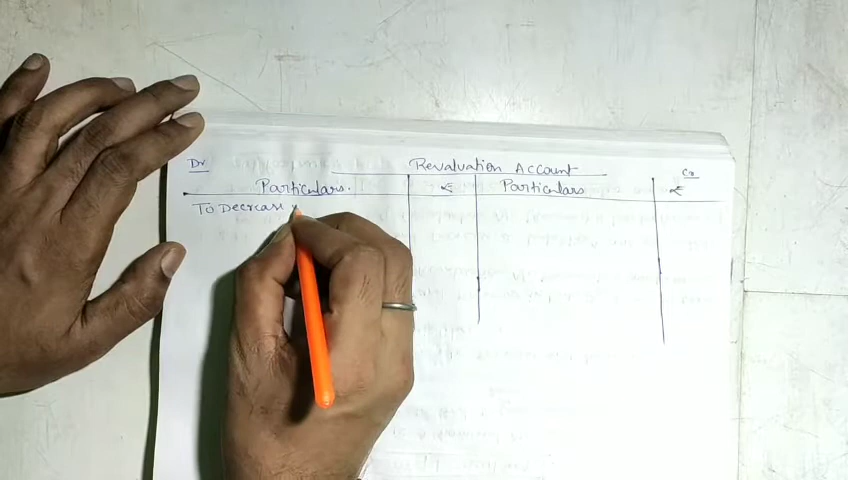 Revaluation Account
Dr
Cr
Particulars. ₹ Particulars ₹
To Decrease